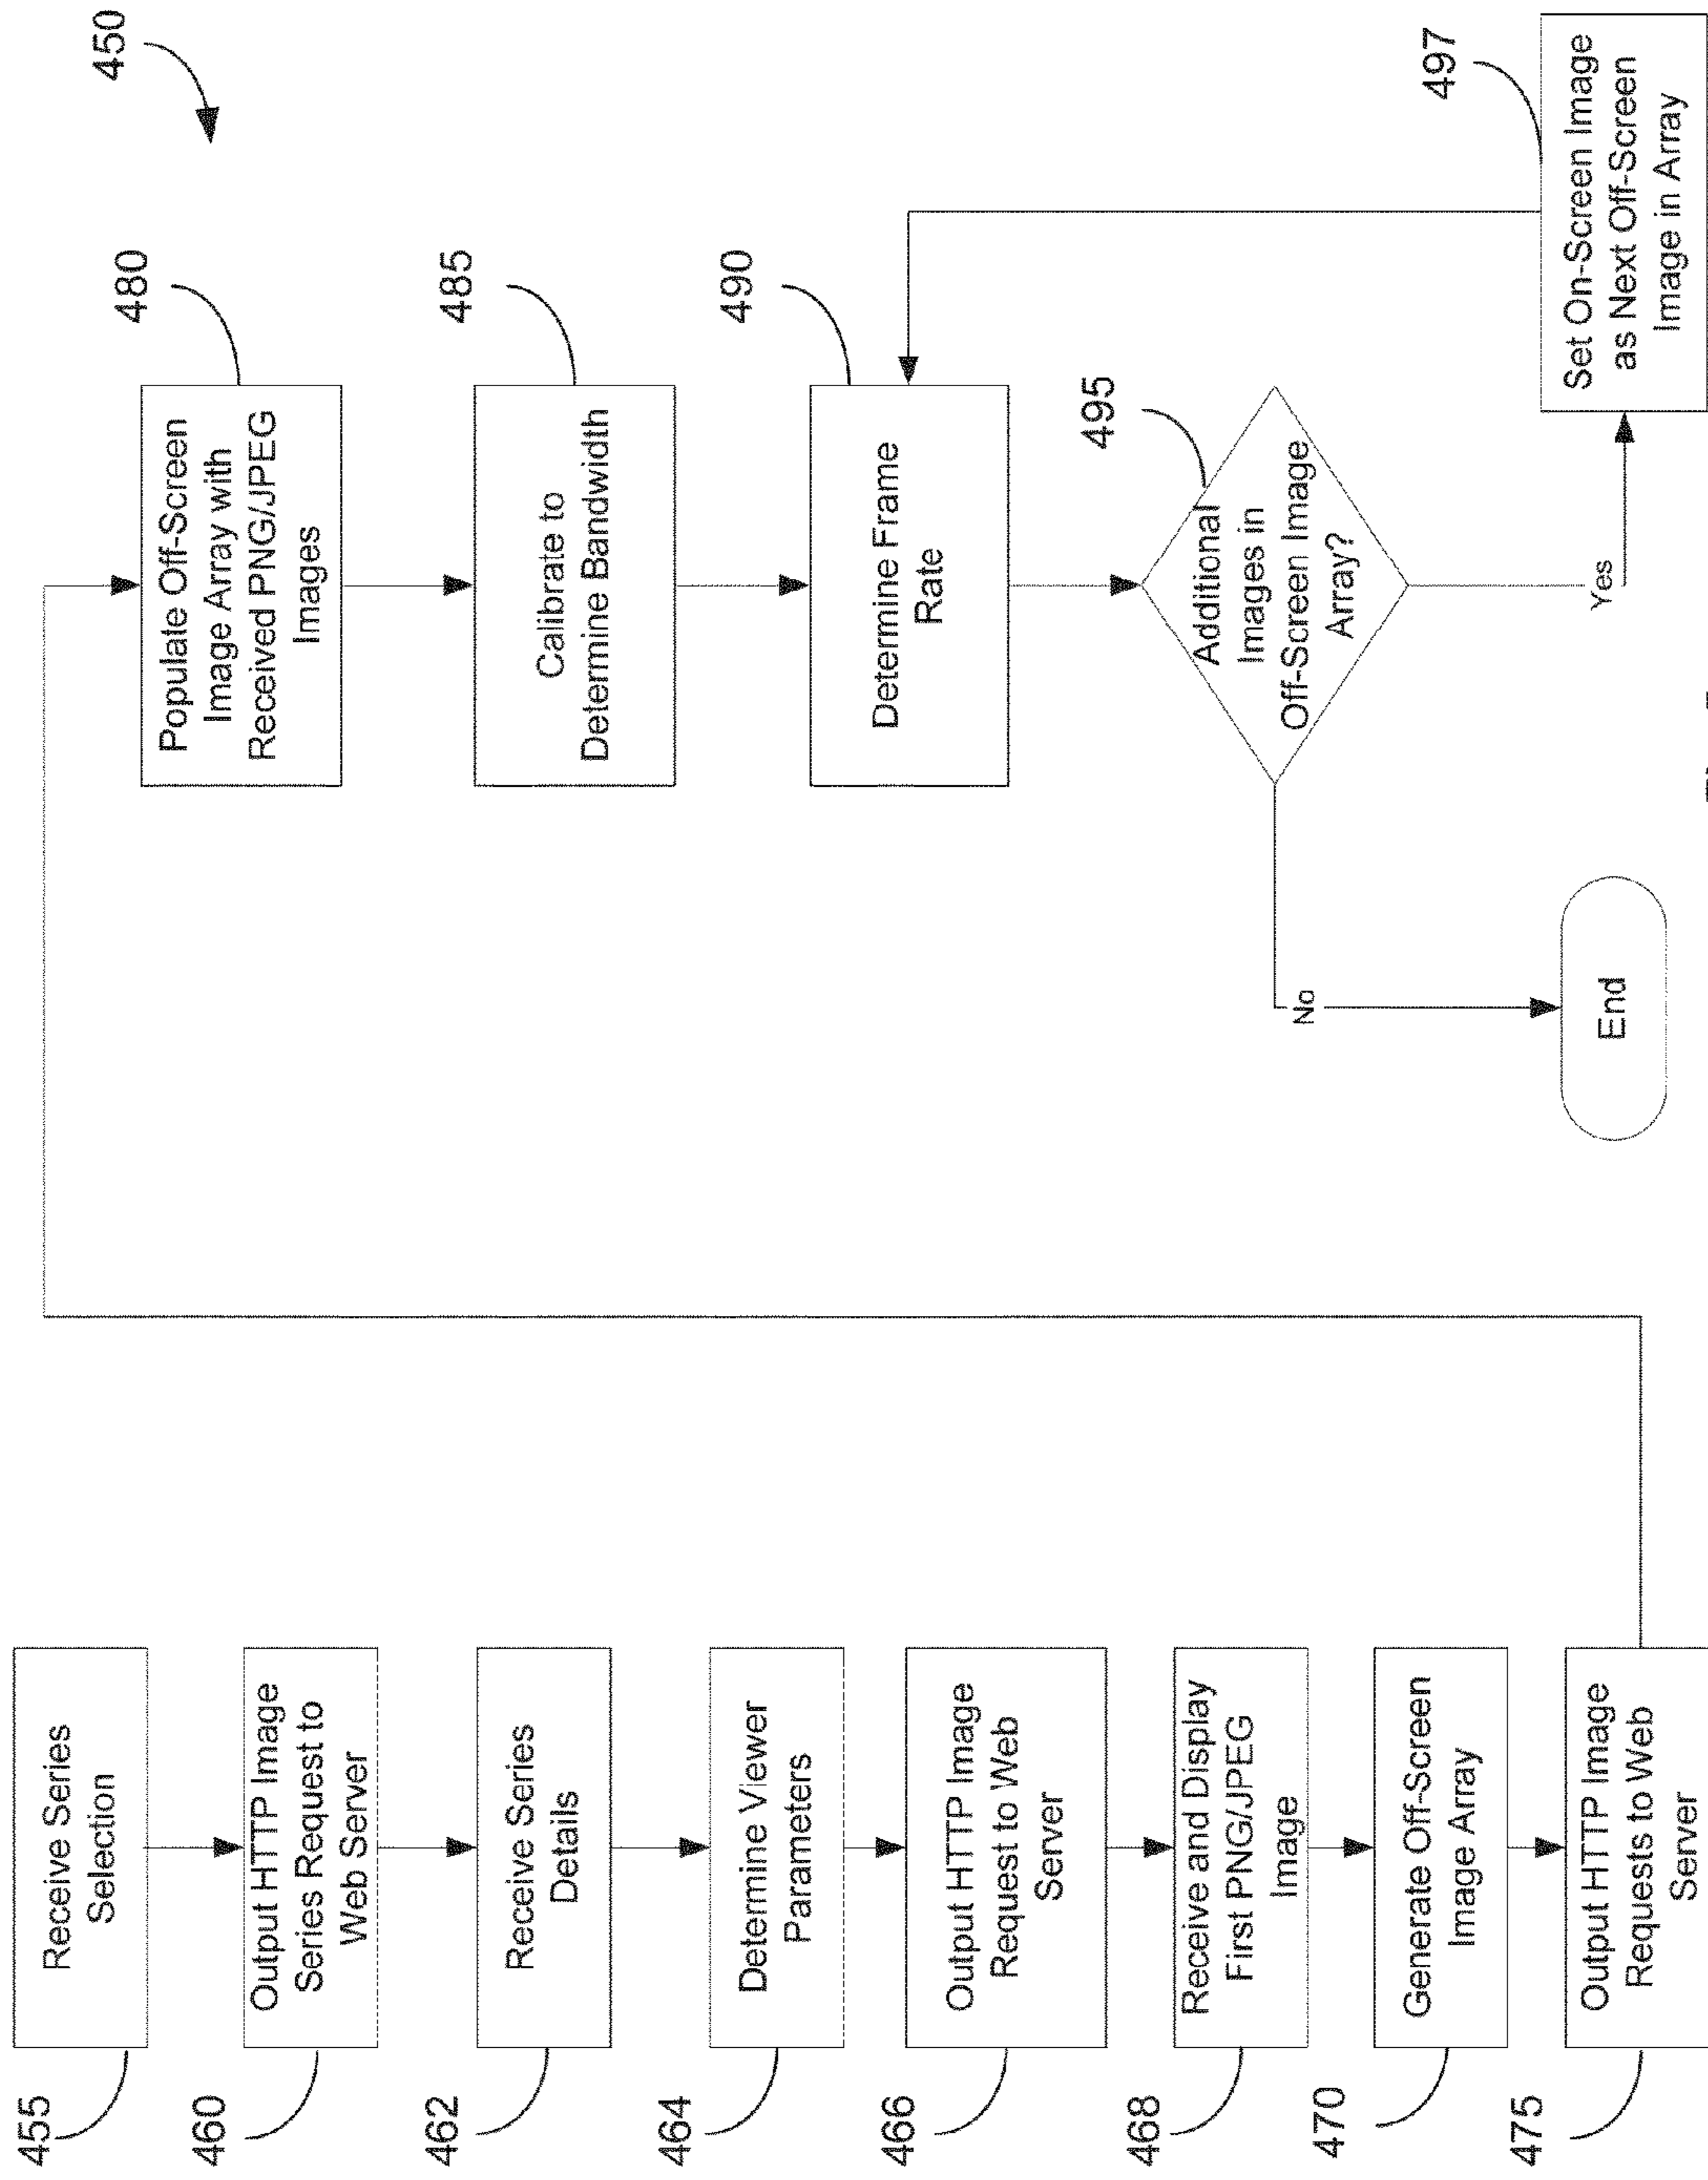 450
455
Receive Series
Selection
460
Output HTTP Image
Series Request to
Web Server
462
Receive Series
Details
464
Determine Viewer
Parameters
466
Output HTTP Image
Request to Web
Server
468
Receive and Display
First PNG/JPEG
Image
470
Generate Off-Screen
Image Array
475
Output HTTP Image
Requests to Web
Server
480
Populate Off-Screen
Image Array with
Received PNG/JPEG
Images
485
Calibrate to
Determine Bandwidth
490
Determine Frame
Rate
495
Additional
Images in
Off-Screen Image
Array?
No
End
Yes
497
Set On-Screen Image
as Next Off-Screen
Image in Array